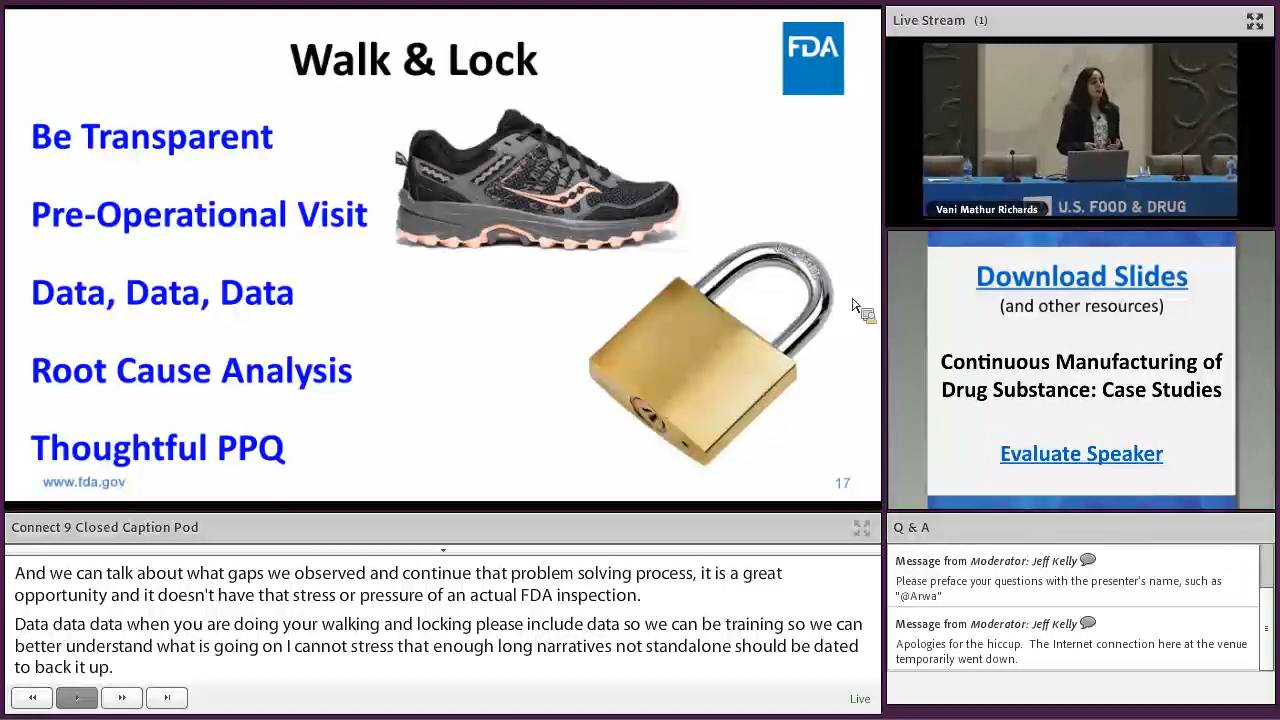 Walk & Lock
FDA
Be Transparent
Pre-Operational Visit
Data, Data, Data
Root Cause Analysis
Thoughtful PPQ
www.fda.gov
17
Live Stream (1)
Vani Mathur Richards
U.S. FOOD & DRUG
Download Slides
(and other resources)
Continuous Manufacturing of
Drug Substance: Case Studies
Evaluate Speaker
Connect 9 Closed Caption Pod
And we can talk about what gaps we observed and continue that problem solving process, it is a great
opportunity and it doesn't have that stress or pressure of an actual FDA inspection.
Data data data when you are doing your walking and locking please include data so we can be training so we can
better understand what is going on I cannot stress that enough long narratives not standalone should be dated
to back it up.
Live
Q & A
Message from Moderator: Jeff Kelly
Please preface your questions with the presenter's name, such as
"@Arwa"
Message from Moderator: Jeff Kelly
Apologies for the hiccup. The Internet connection here at the venue
temporarily went down.